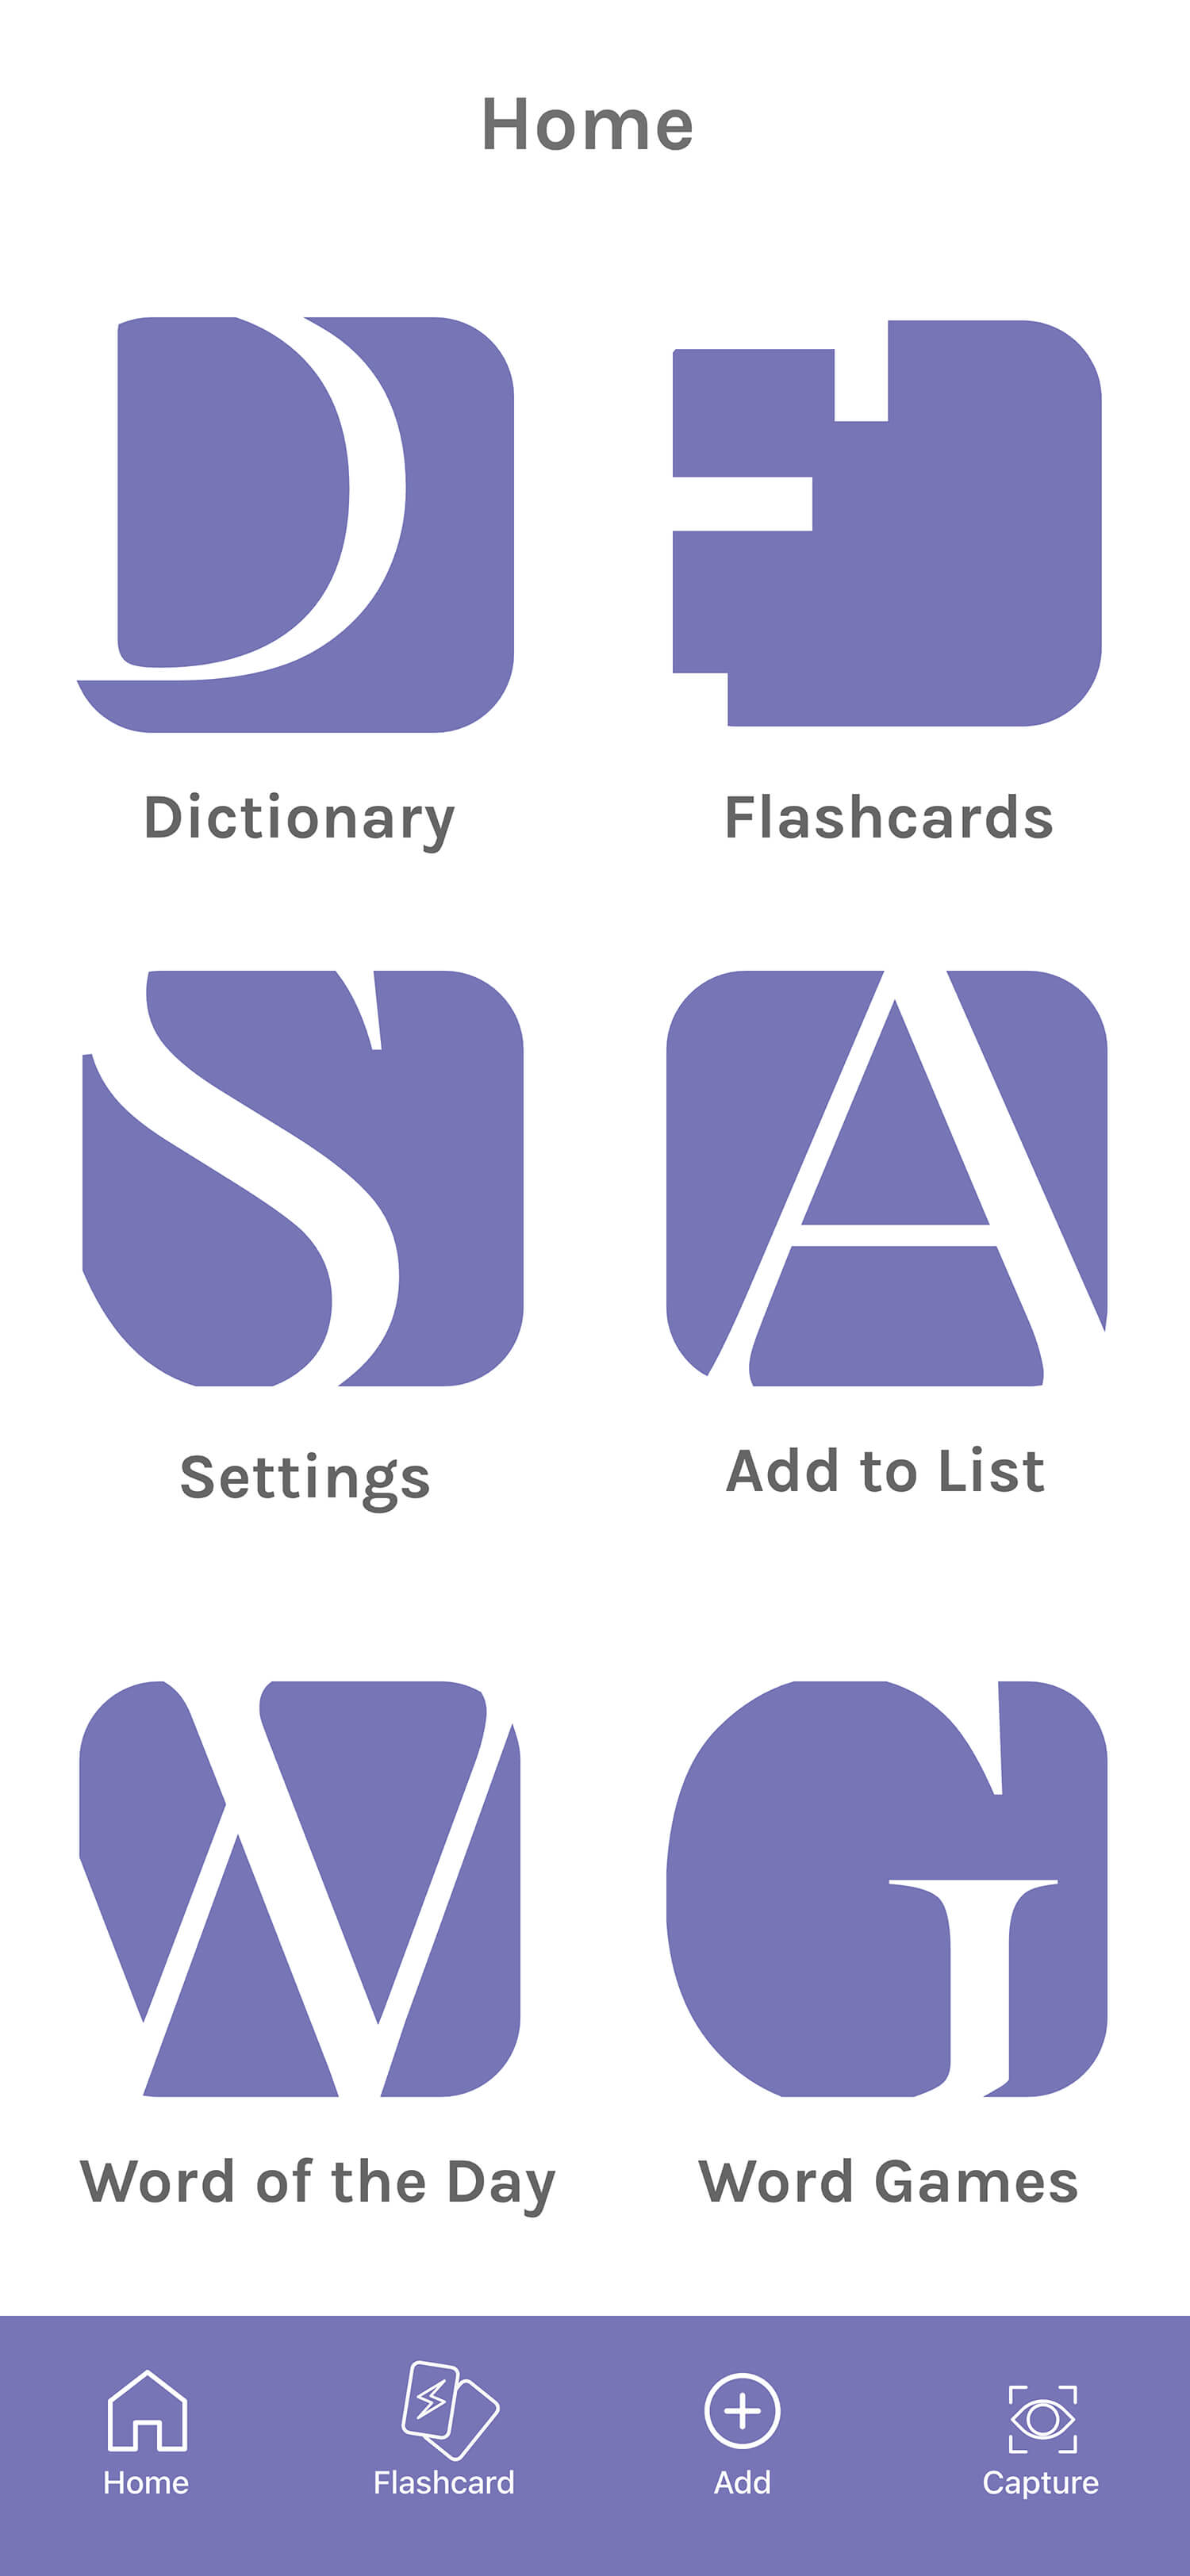 Home
D
F
Dictionary
Flashcards
S
A
Settings
Add to List
W
G
Word of the Day
Word Games
Home
Flashcard
Add
Capture